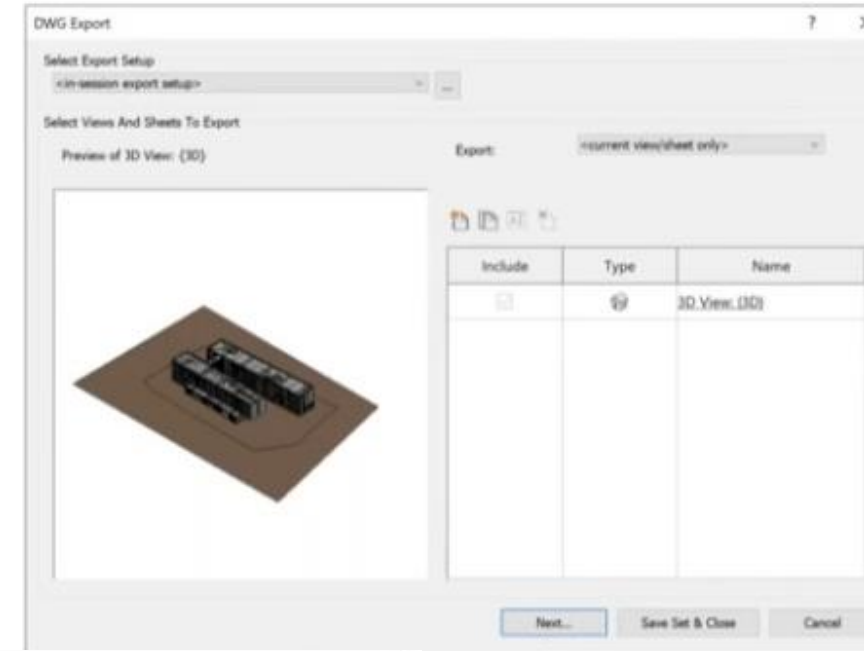 DWG Export
?
Select Export Setup
<in-session export setup>
...
Select Views And Sheets To Export
Preview of 3D View: {3D}
Export:
<current view/sheet only>
Include Type Name
3D View: {3D}
Next... Save Set & Close Cancel